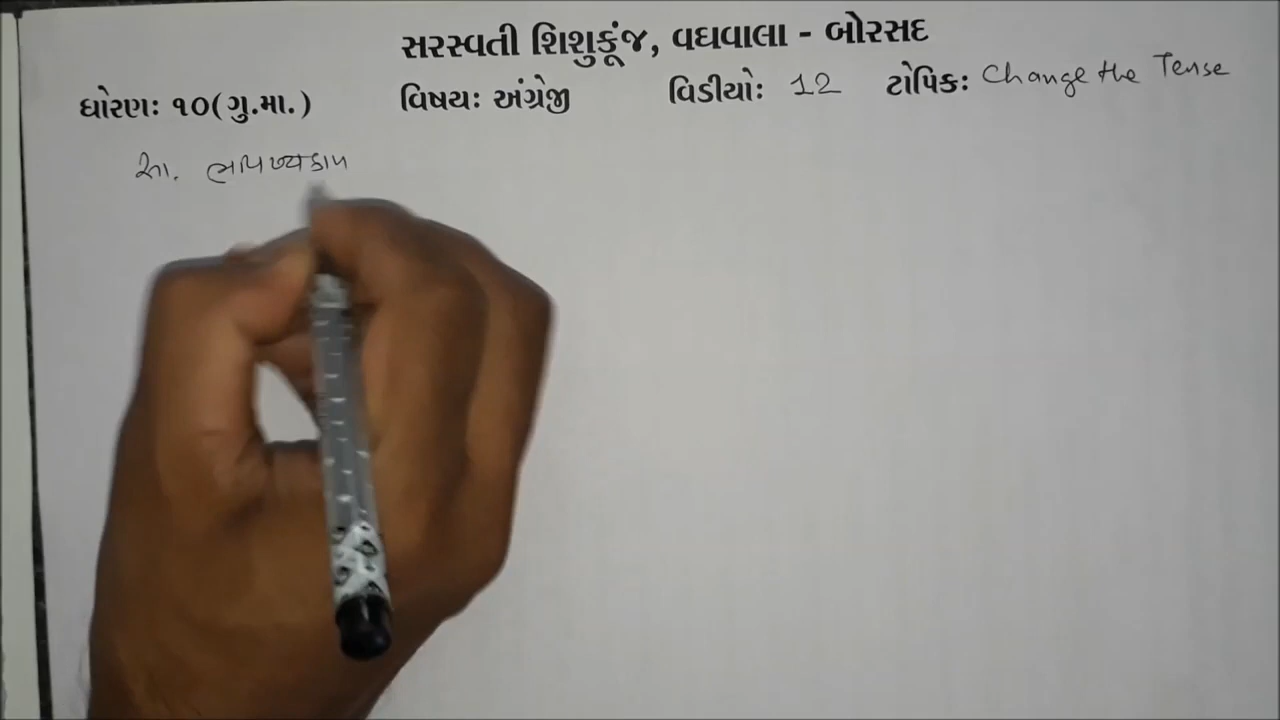 સરસ્વતી શિશુકૂંજ, વઘવાલા - બોરસદ
ધોરણઃ ૧૦(ગુ.મા.) વિષયઃ અંગ્રેજી વિડીયોઃ 12 ટોપિકઃ Change the Tense
સા.